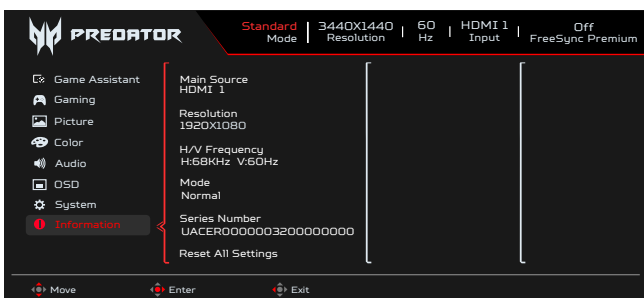 PREDATOR
Standard Mode
3440X1440 Resolution
60 Hz
HDMI 1 Input
Off FreeSync Premium
Game Assistant
Gaming
Picture
Color
Audio
OSD
System
Information
Main Source
HDMI 1
Resolution
1920X1080
H/V Frequency
H:68KHz V:60Hz
Mode
Normal
Series Number
UACER0000003200000000
Reset All Settings
Move
Enter
Exit